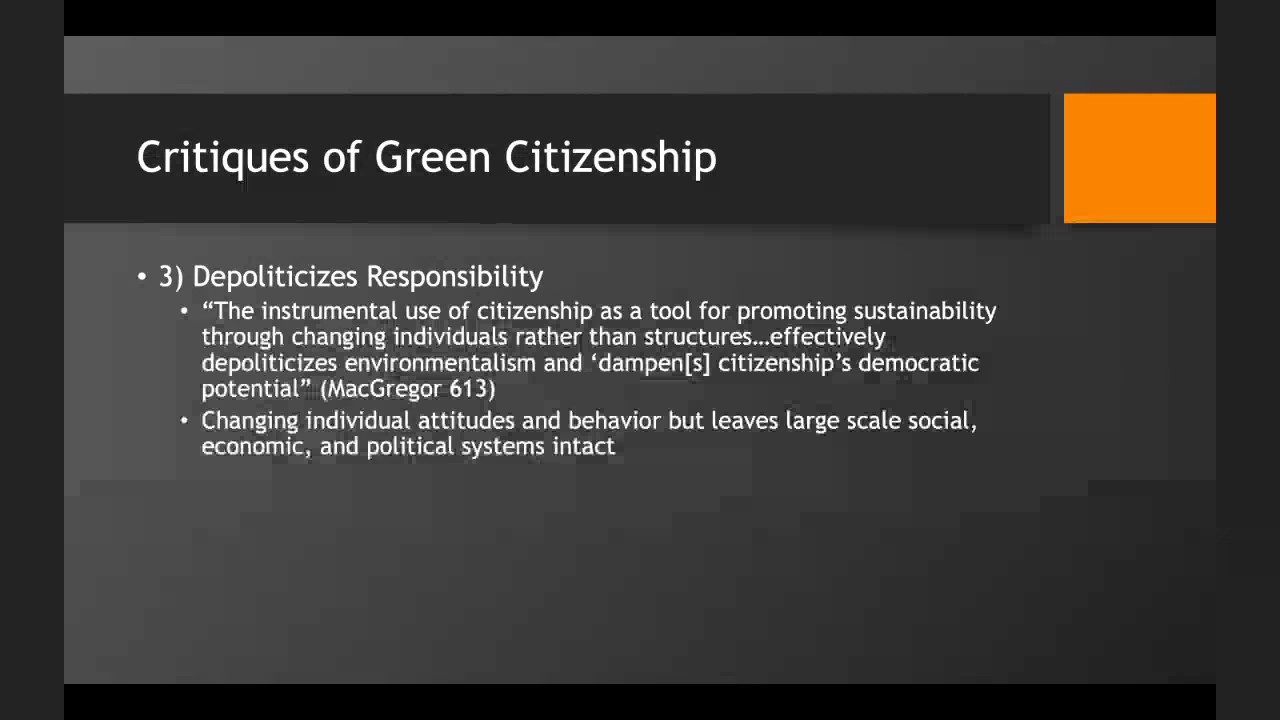 Critiques of Green Citizenship
• 3) Depoliticizes Responsibility
• “The instrumental use of citizenship as a tool for promoting sustainability
through changing individuals rather than structures…effectively
depoliticizes environmentalism and ‘dampen[s] citizenship’s democratic
potential” (MacGregor 613)
• Changing individual attitudes and behavior but leaves large scale social,
economic, and political systems intact